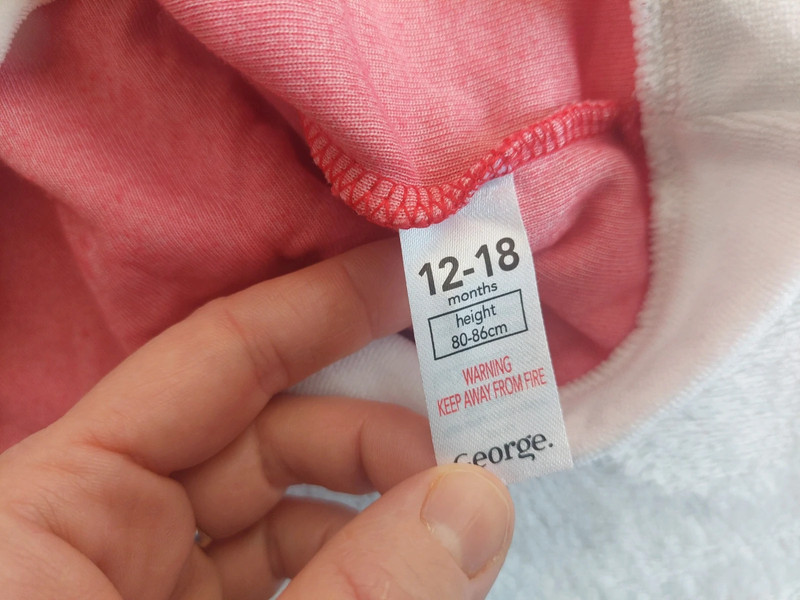 12-18
months
height
80-86cm
WARNING
KEEP AWAY FROM FIRE
George.